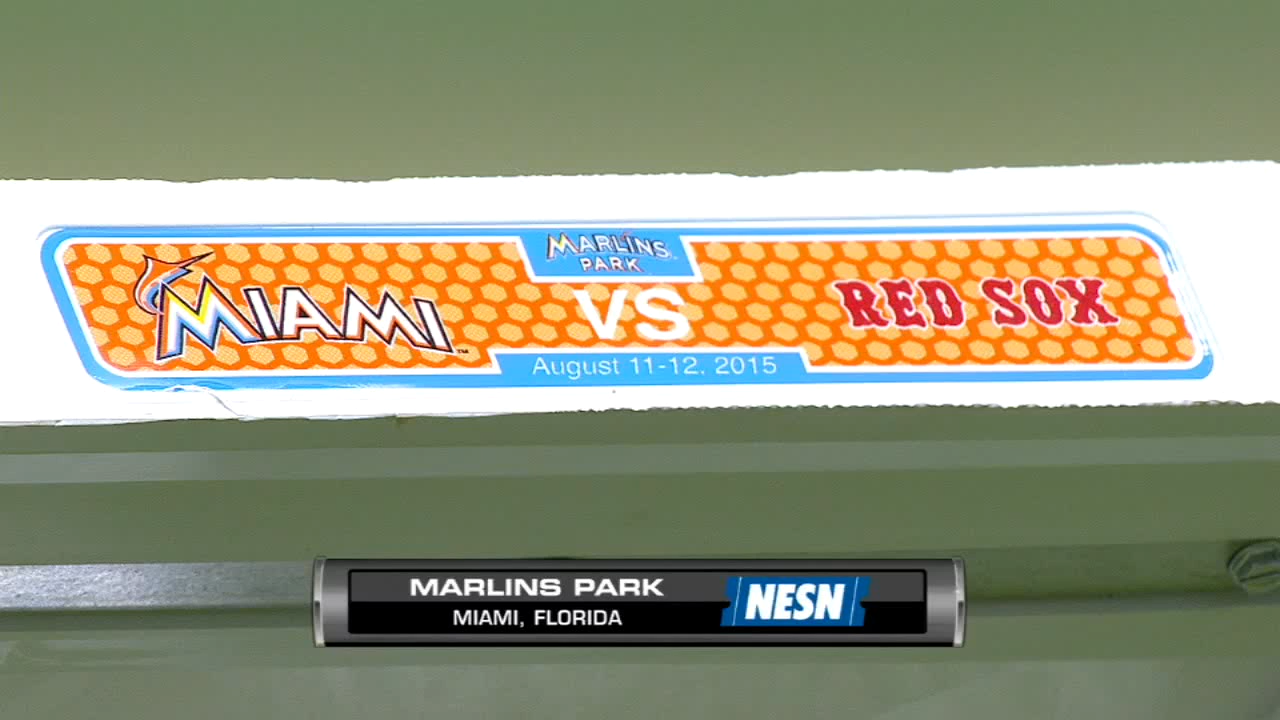 MARLINS
PARK
MIAMI
VS
RED SOX
August 11-12, 2015
MARLINS PARK
MIAMI, FLORIDA
NESN